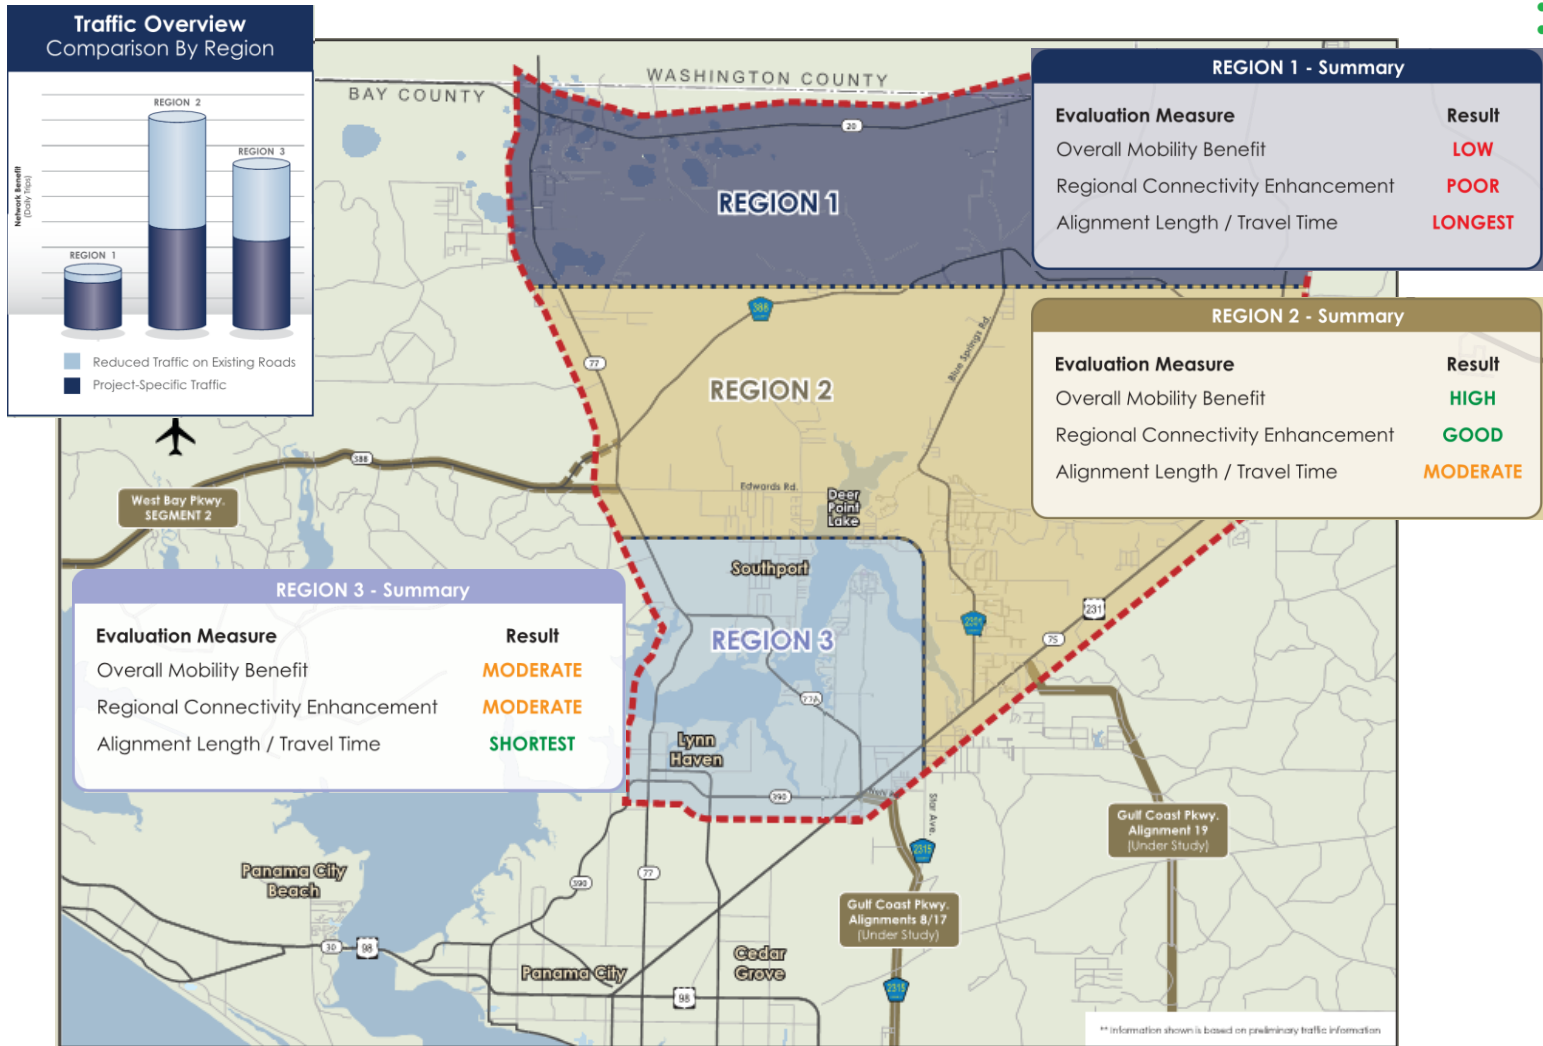 Traffic Overview
Comparison By Region
REGION 2
REGION 3
REGION 1
Network Benefit
(Daily Trips)
Reduced Traffic on Existing Roads
Project-Specific Traffic
WASHINGTON COUNTY
BAY COUNTY
20
REGION 1
REGION 1 - Summary
Evaluation Measure Result
Overall Mobility Benefit LOW
Regional Connectivity Enhancement POOR
Alignment Length / Travel Time LONGEST
388
77
Blue Springs Rd.
REGION 2
REGION 2 - Summary
Evaluation Measure Result
Overall Mobility Benefit HIGH
Regional Connectivity Enhancement GOOD
Alignment Length / Travel Time MODERATE
388
West Bay Pkwy.
SEGMENT 2
Edwards Rd.
Deer
Point
Lake
Southport
REGION 3
REGION 3 - Summary
Evaluation Measure Result
Overall Mobility Benefit MODERATE
Regional Connectivity Enhancement MODERATE
Alignment Length / Travel Time SHORTEST
231
75
77A
Lynn
Haven
390
Star Ave.
2315
Gulf Coast Pkwy.
Alignment 19
(Under Study)
Panama City
Beach
390
77
Gulf Coast Pkwy.
Alignments 8/17
(Under Study)
30
98
Panama City
Cedar
Grove
98
2315
** Information shown is based on preliminary traffic information